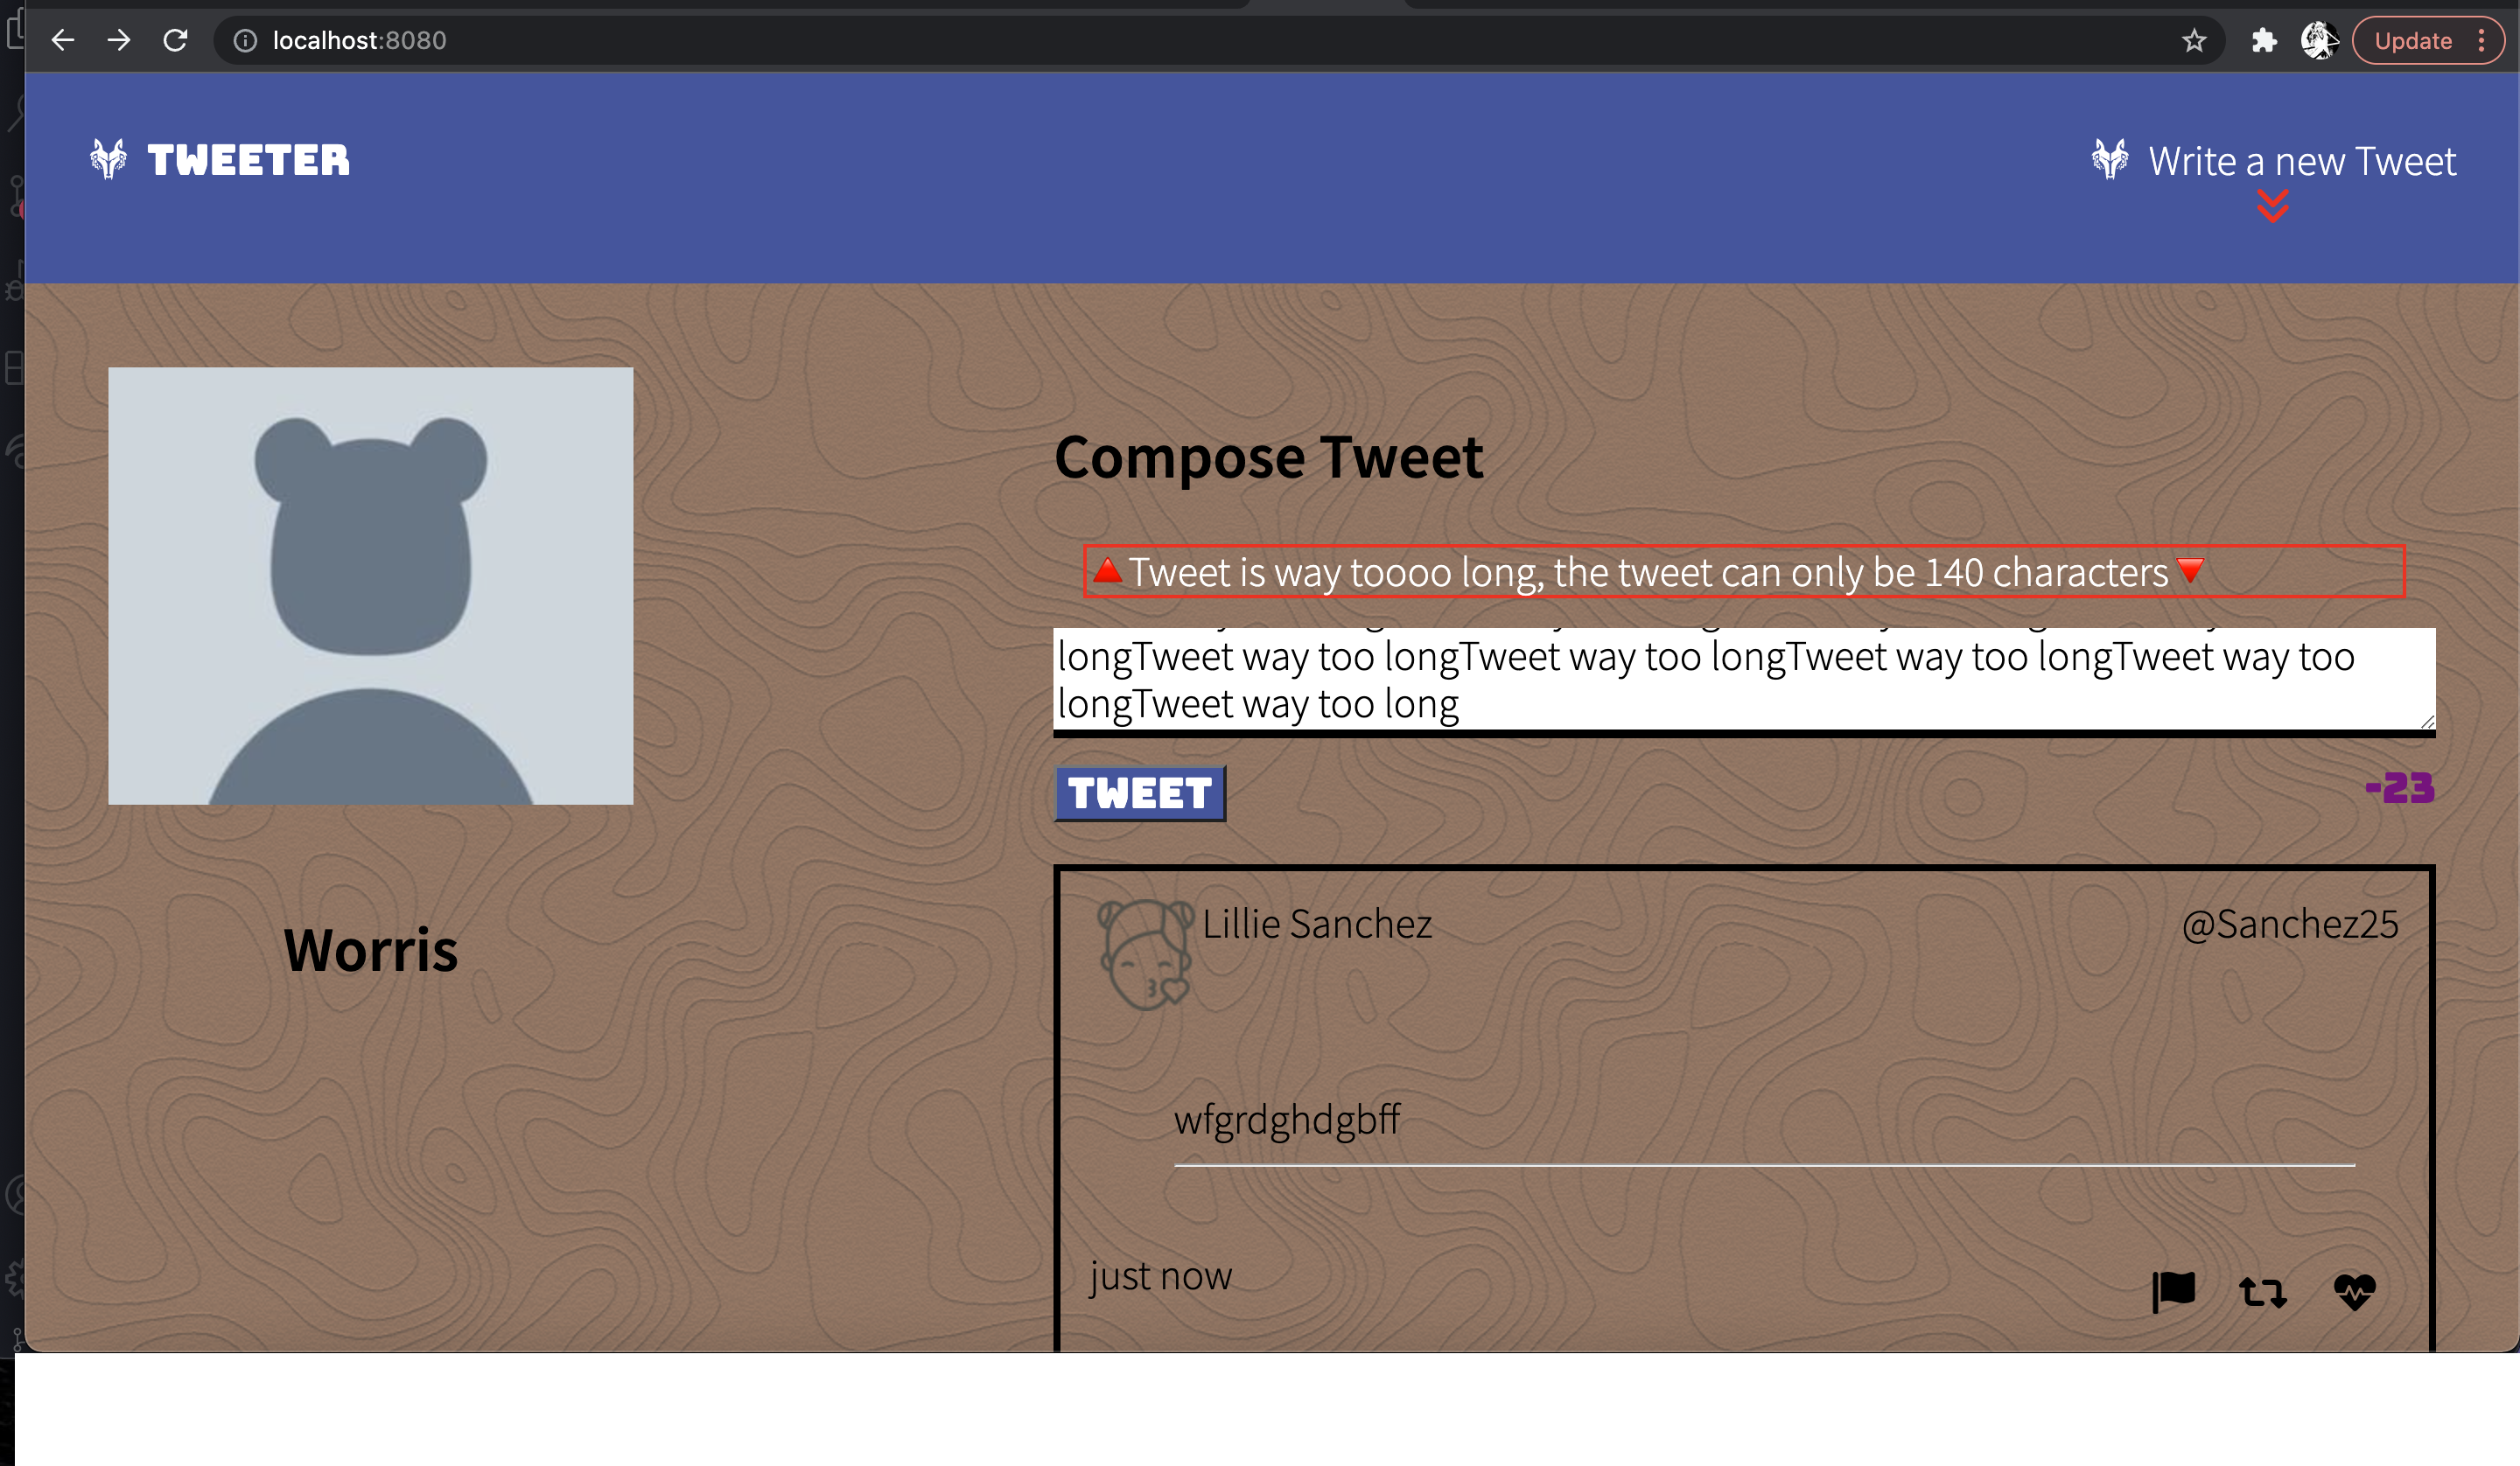 localhost:8080
Update
TWEETER
Write a new Tweet
Compose Tweet
🔺Tweet is way toooo long, the tweet can only be 140 characters🔻
longTweet way too longTweet way too longTweet way too longTweet way too
longTweet way too long
TWEET
-23
Worris
Lillie Sanchez
@Sanchez25
wfgrdghdgbff
just now